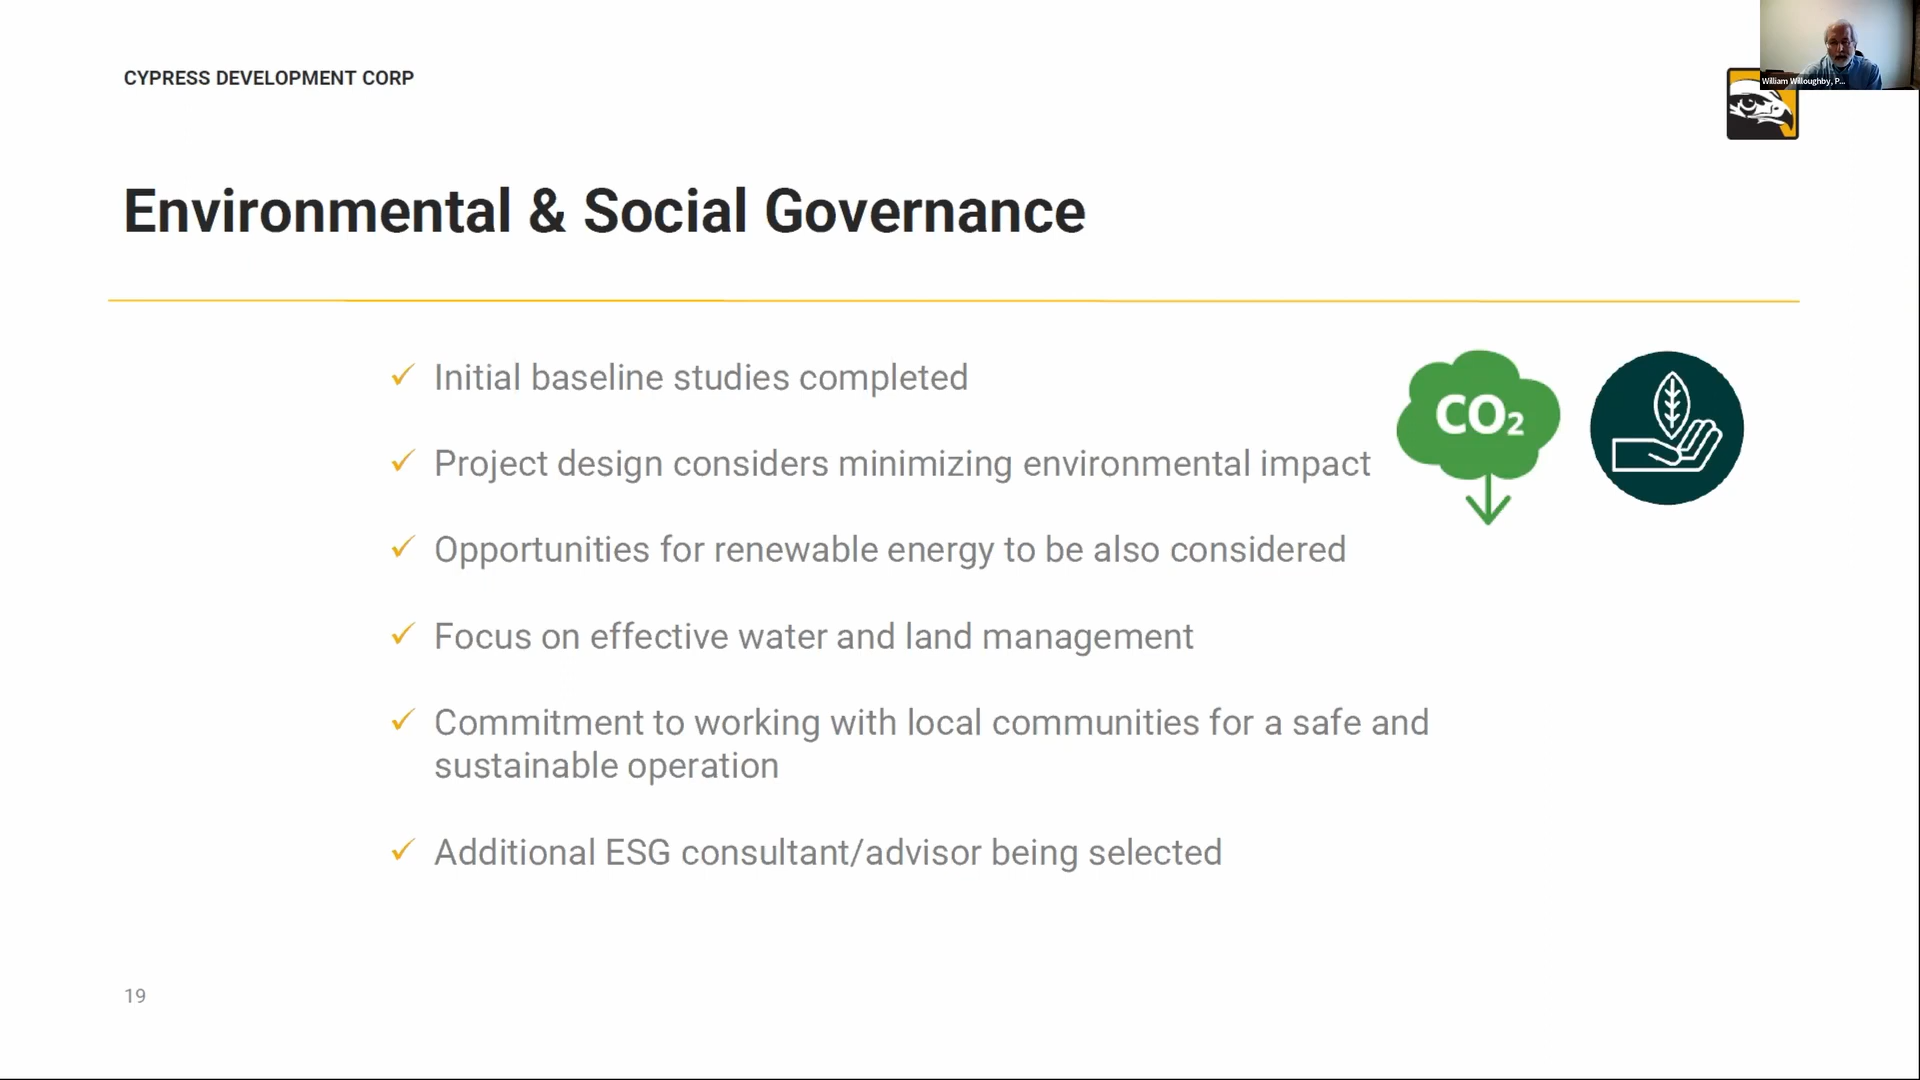 William Willoughby, P...
CYPRESS DEVELOPMENT CORP
Environmental & Social Governance
✓ Initial baseline studies completed
✓ Project design considers minimizing environmental impact
✓ Opportunities for renewable energy to be also considered
✓ Focus on effective water and land management
✓ Commitment to working with local communities for a safe and
sustainable operation
✓ Additional ESG consultant/advisor being selected
CO₂
19